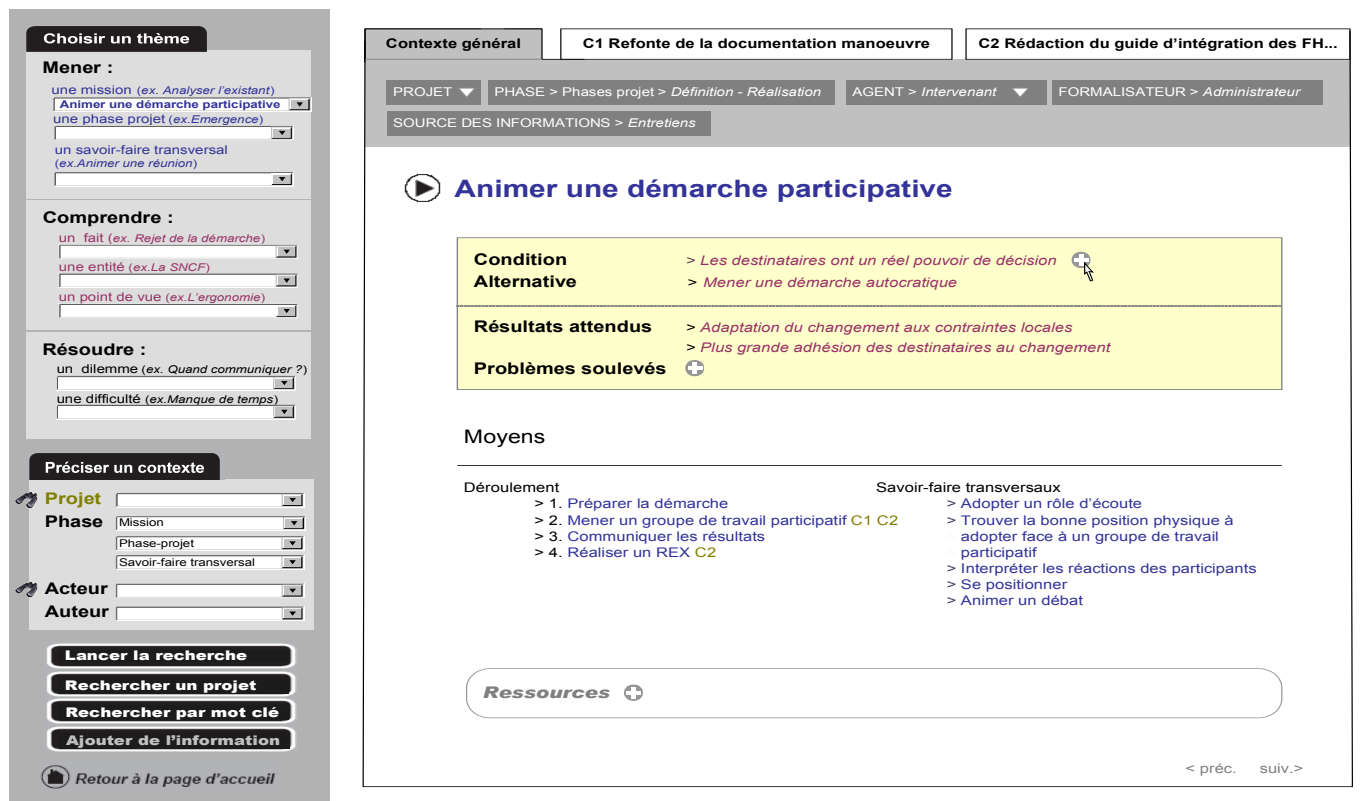 Choisir un thème
Mener :
une mission (ex. Analyser l'existant)
Animer une démarche participative
une phase projet (ex.Emergence)
un savoir-faire transversal
(ex.Animer une réunion)
Comprendre :
un fait (ex. Rejet de la démarche)
une entité (ex.La SNCF)
un point de vue (ex.L'ergonomie)
Résoudre :
un dilemme (ex. Quand communiquer ?)
une difficulté (ex.Manque de temps)
Préciser un contexte
Projet
Phase Mission
Phase-projet
Savoir-faire transversal
Acteur
Auteur
Lancer la recherche
Rechercher un projet
Rechercher par mot clé
Ajouter de l'information
Retour à la page d'accueil
Contexte général C1 Refonte de la documentation manoeuvre C2 Rédaction du guide d'intégration des FH...
PROJET PHASE > Phases projet > Définition - Réalisation AGENT > Intervenant FORMALISATEUR > Administrateur
SOURCE DES INFORMATIONS > Entretiens
Animer une démarche participative
Condition > Les destinataires ont un réel pouvoir de décision
Alternative > Mener une démarche autocratique
Résultats attendus > Adaptation du changement aux contraintes locales
> Plus grande adhésion des destinataires au changement
Problèmes soulevés
Moyens
Déroulement
> 1. Préparer la démarche
> 2. Mener un groupe de travail participatif C1 C2
> 3. Communiquer les résultats
> 4. Réaliser un REX C2
Savoir-faire transversaux
> Adopter un rôle d'écoute
> Trouver la bonne position physique à
adopter face à un groupe de travail
participatif
> Interpréter les réactions des participants
> Se positionner
> Animer un débat
Ressources
< préc. suiv.>